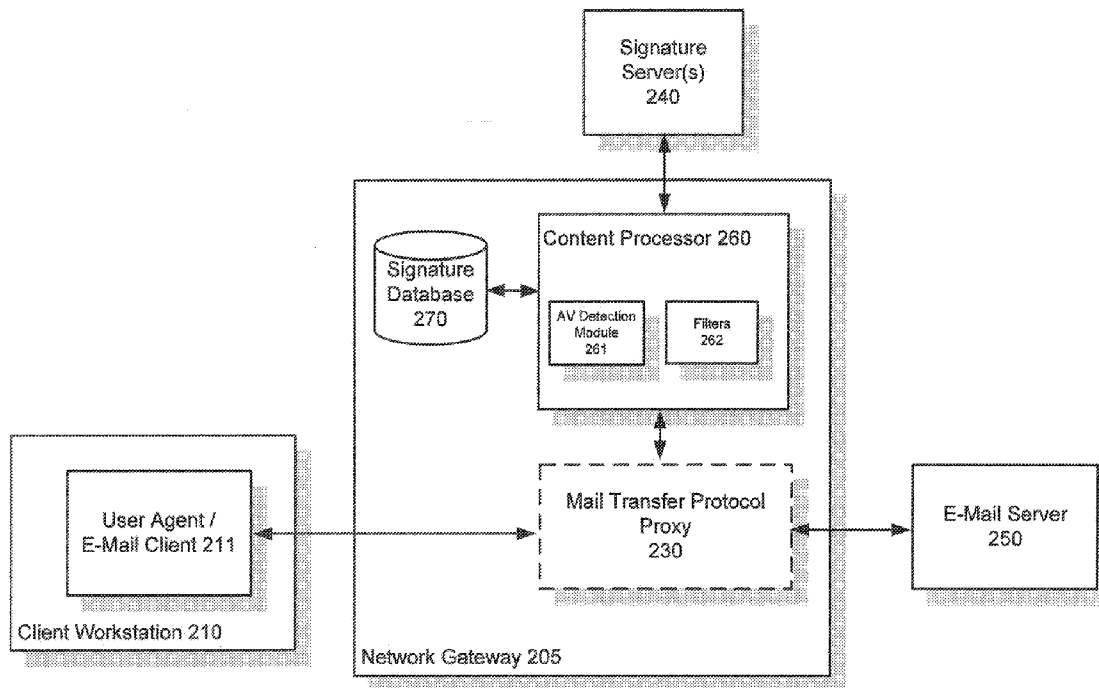 Signature
Server(s)
240
Content Processor 260
Signature
Database
270
AV Detection
Module
261
Filters
262
Mail Transfer Protocol
Proxy
230
User Agent /
E-Mail Client 211
E-Mail Server
250
Client Workstation 210
Network Gateway 205